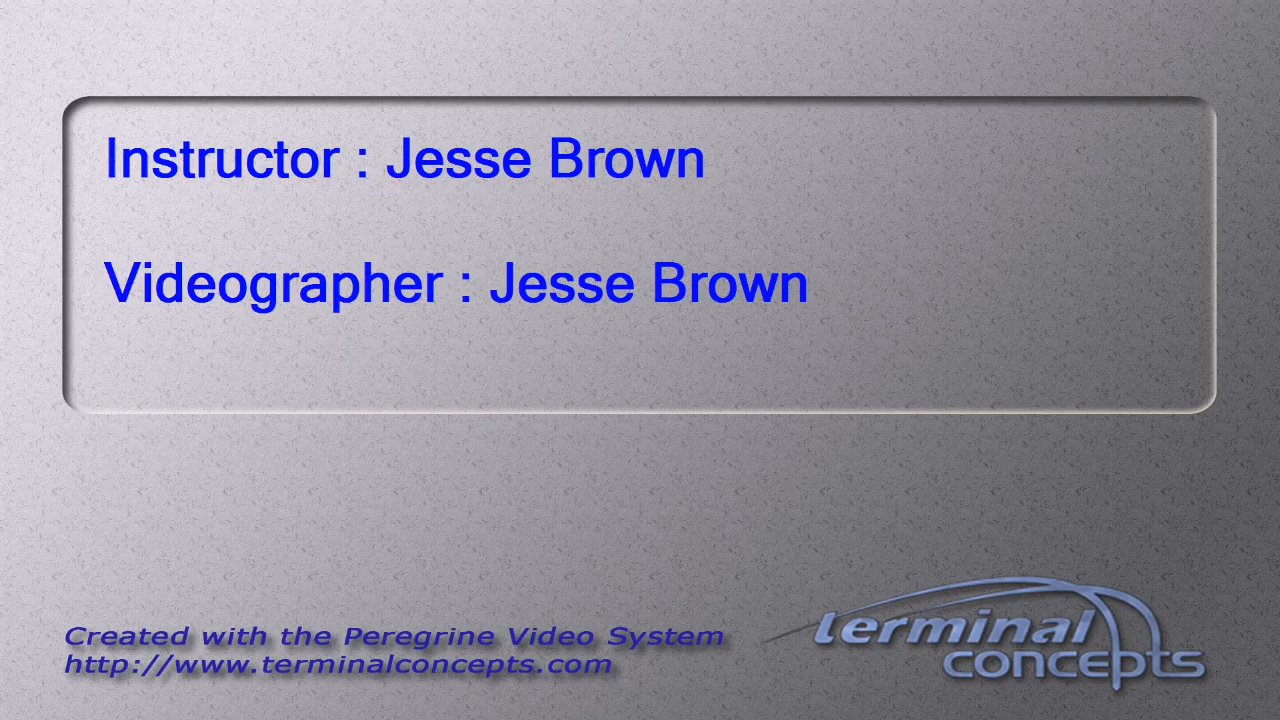 Instructor : Jesse Brown
Videographer : Jesse Brown
Created with the Peregrine Video System
http://www.terminalconcepts.com
terminal
concepts